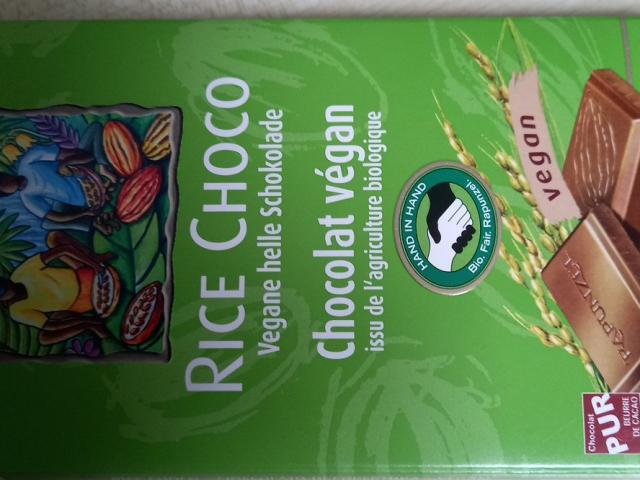 RICE CHOCO
Vegane helle Schokolade
Chocolat végan
issu de l'agriculture biologique
HAND IN HAND
Bio. Fair. Rapunzel.
vegan
RAPUNZEL
Chocolat
PUR
BEURRE
DE CACAO